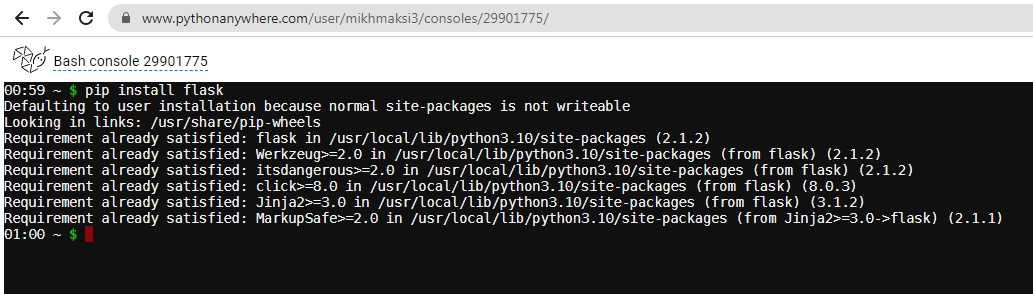 www.pythonanywhere.com/user/mikhmaksi3/consoles/29901775/
Bash console 29901775
00:59 ~ $ pip install flask
Defaulting to user installation because normal site-packages is not writeable
Looking in links: /usr/share/pip-wheels
Requirement already satisfied: flask in /usr/local/lib/python3.10/site-packages (2.1.2)
Requirement already satisfied: Werkzeug>=2.0 in /usr/local/lib/python3.10/site-packages (from flask) (2.1.2)
Requirement already satisfied: itsdangerous>=2.0 in /usr/local/lib/python3.10/site-packages (from flask) (2.1.2)
Requirement already satisfied: click>=8.0 in /usr/local/lib/python3.10/site-packages (from flask) (8.0.3)
Requirement already satisfied: Jinja2>=3.0 in /usr/local/lib/python3.10/site-packages (from flask) (3.1.2)
Requirement already satisfied: MarkupSafe>=2.0 in /usr/local/lib/python3.10/site-packages (from Jinja2>=3.0->flask) (2.1.1)
01:00 ~ $